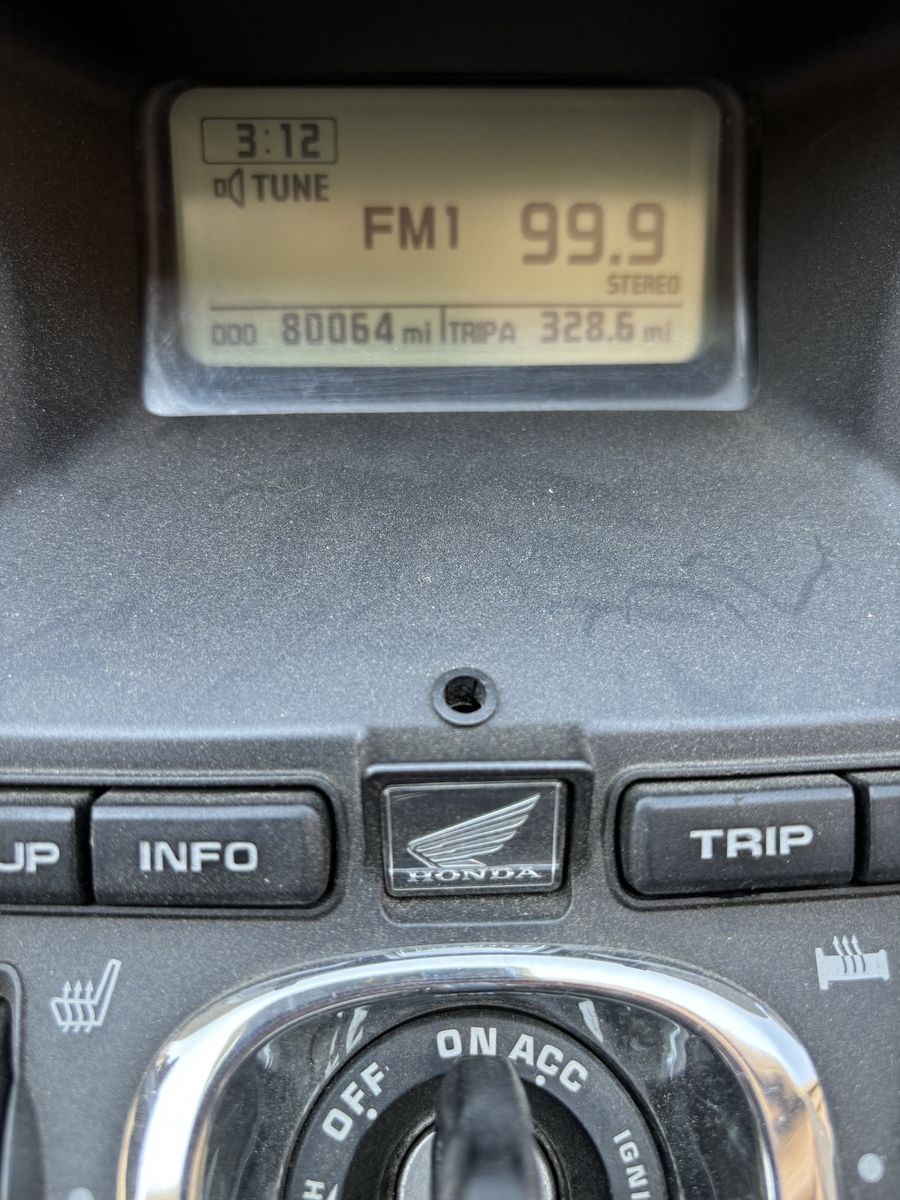 3:12
TUNE
FM1 99.9
STEREO
ODO 80064 mi TRIP A 328.6 mi
UP INFO HONDA TRIP
OFF ON ACC